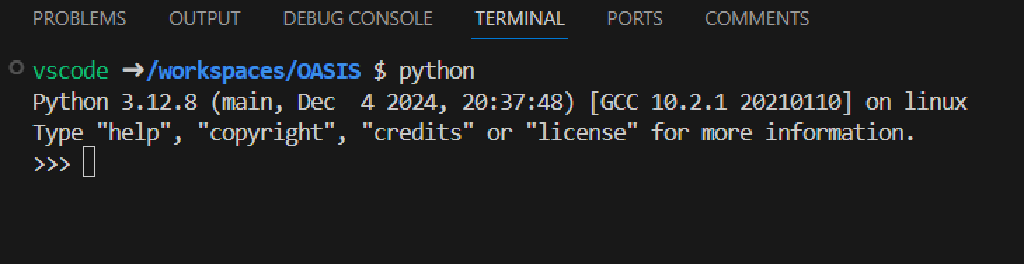 PROBLEMS OUTPUT DEBUG CONSOLE TERMINAL PORTS COMMENTS
vscode ➜/workspaces/OASIS $ python
Python 3.12.8 (main, Dec  4 2024, 20:37:48) [GCC 10.2.1 20210110] on linux
Type "help", "copyright", "credits" or "license" for more information.
>>>